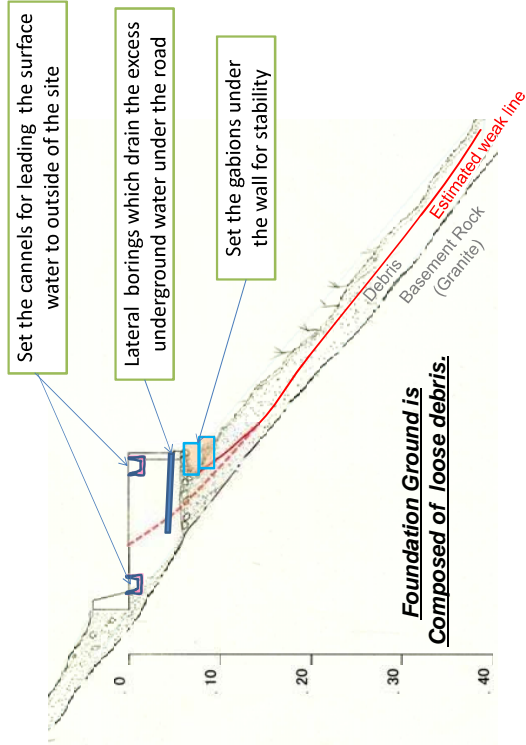 Set the cannels for leading the surface
water to outside of the site
Lateral borings which drain the excess
underground water under the road
Set the gabions under
the wall for stability
Estimated weak line
Debris
Basement Rock
(Granite)
Foundation Ground is
Composed of loose debris.
0
10
20
30
40